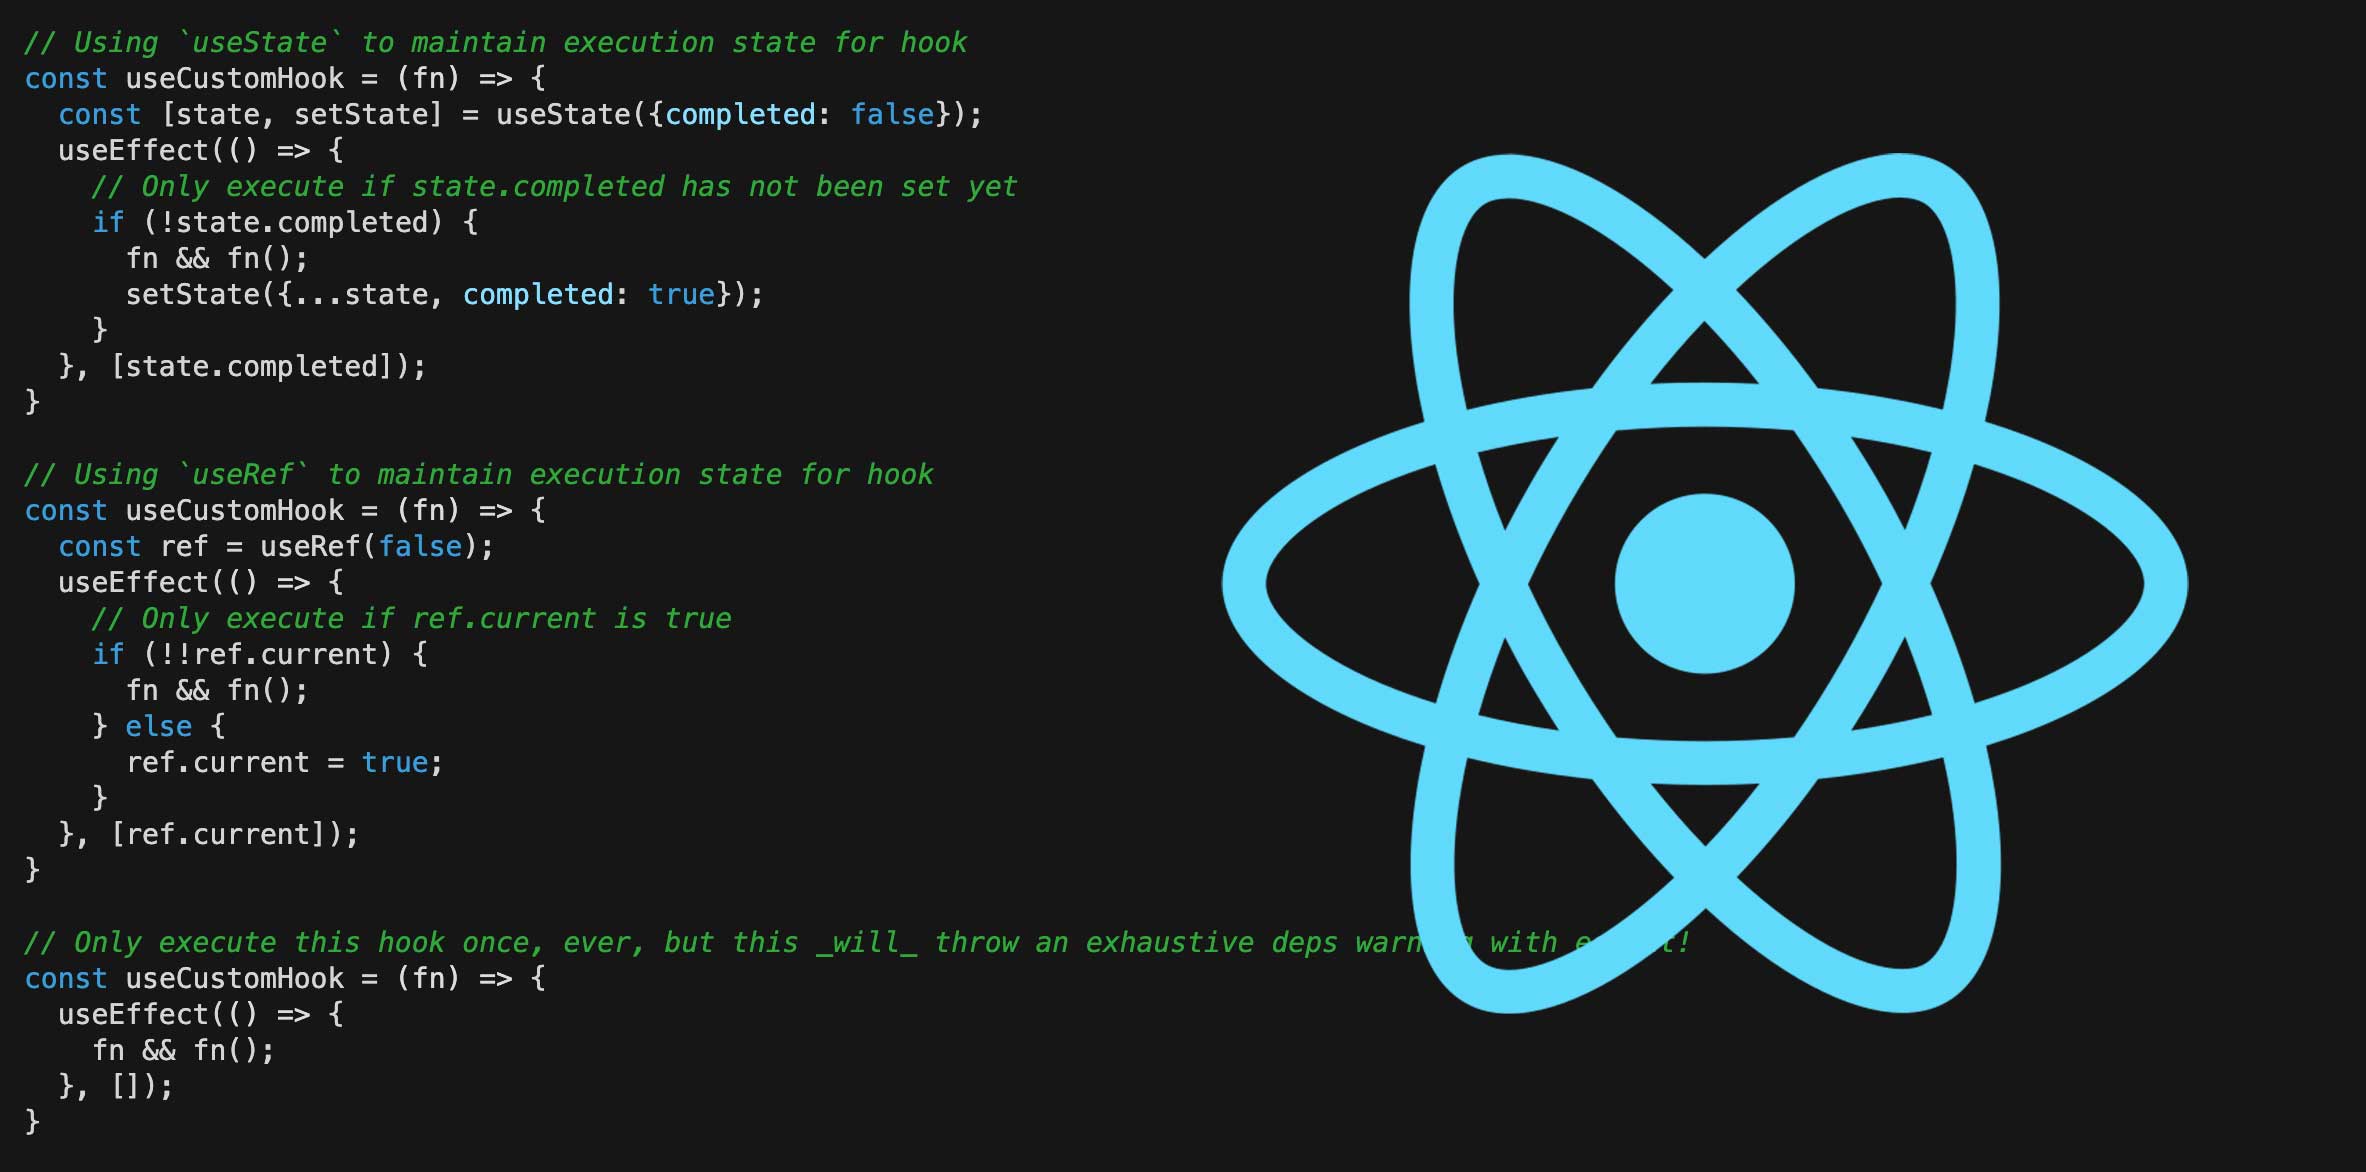 // Using `useState` to maintain execution state for hook
const useCustomHook = (fn) => {
  const [state, setState] = useState({completed: false});
  useEffect(() => {
    // Only execute if state.completed has not been set yet
    if (!state.completed) {
      fn && fn();
      setState({...state, completed: true});
    }
  }, [state.completed]);
}
// Using `useRef` to maintain execution state for hook
const useCustomHook = (fn) => {
  const ref = useRef(false);
  useEffect(() => {
    // Only execute if ref.current is true
    if (!!ref.current) {
      fn && fn();
    } else {
      ref.current = true;
    }
  }, [ref.current]);
}
// Only execute this hook once, ever, but this _will_ throw an exhaustive deps warning with
const useCustomHook = (fn) => {
  useEffect(() => {
    fn && fn();
  }, []);
}